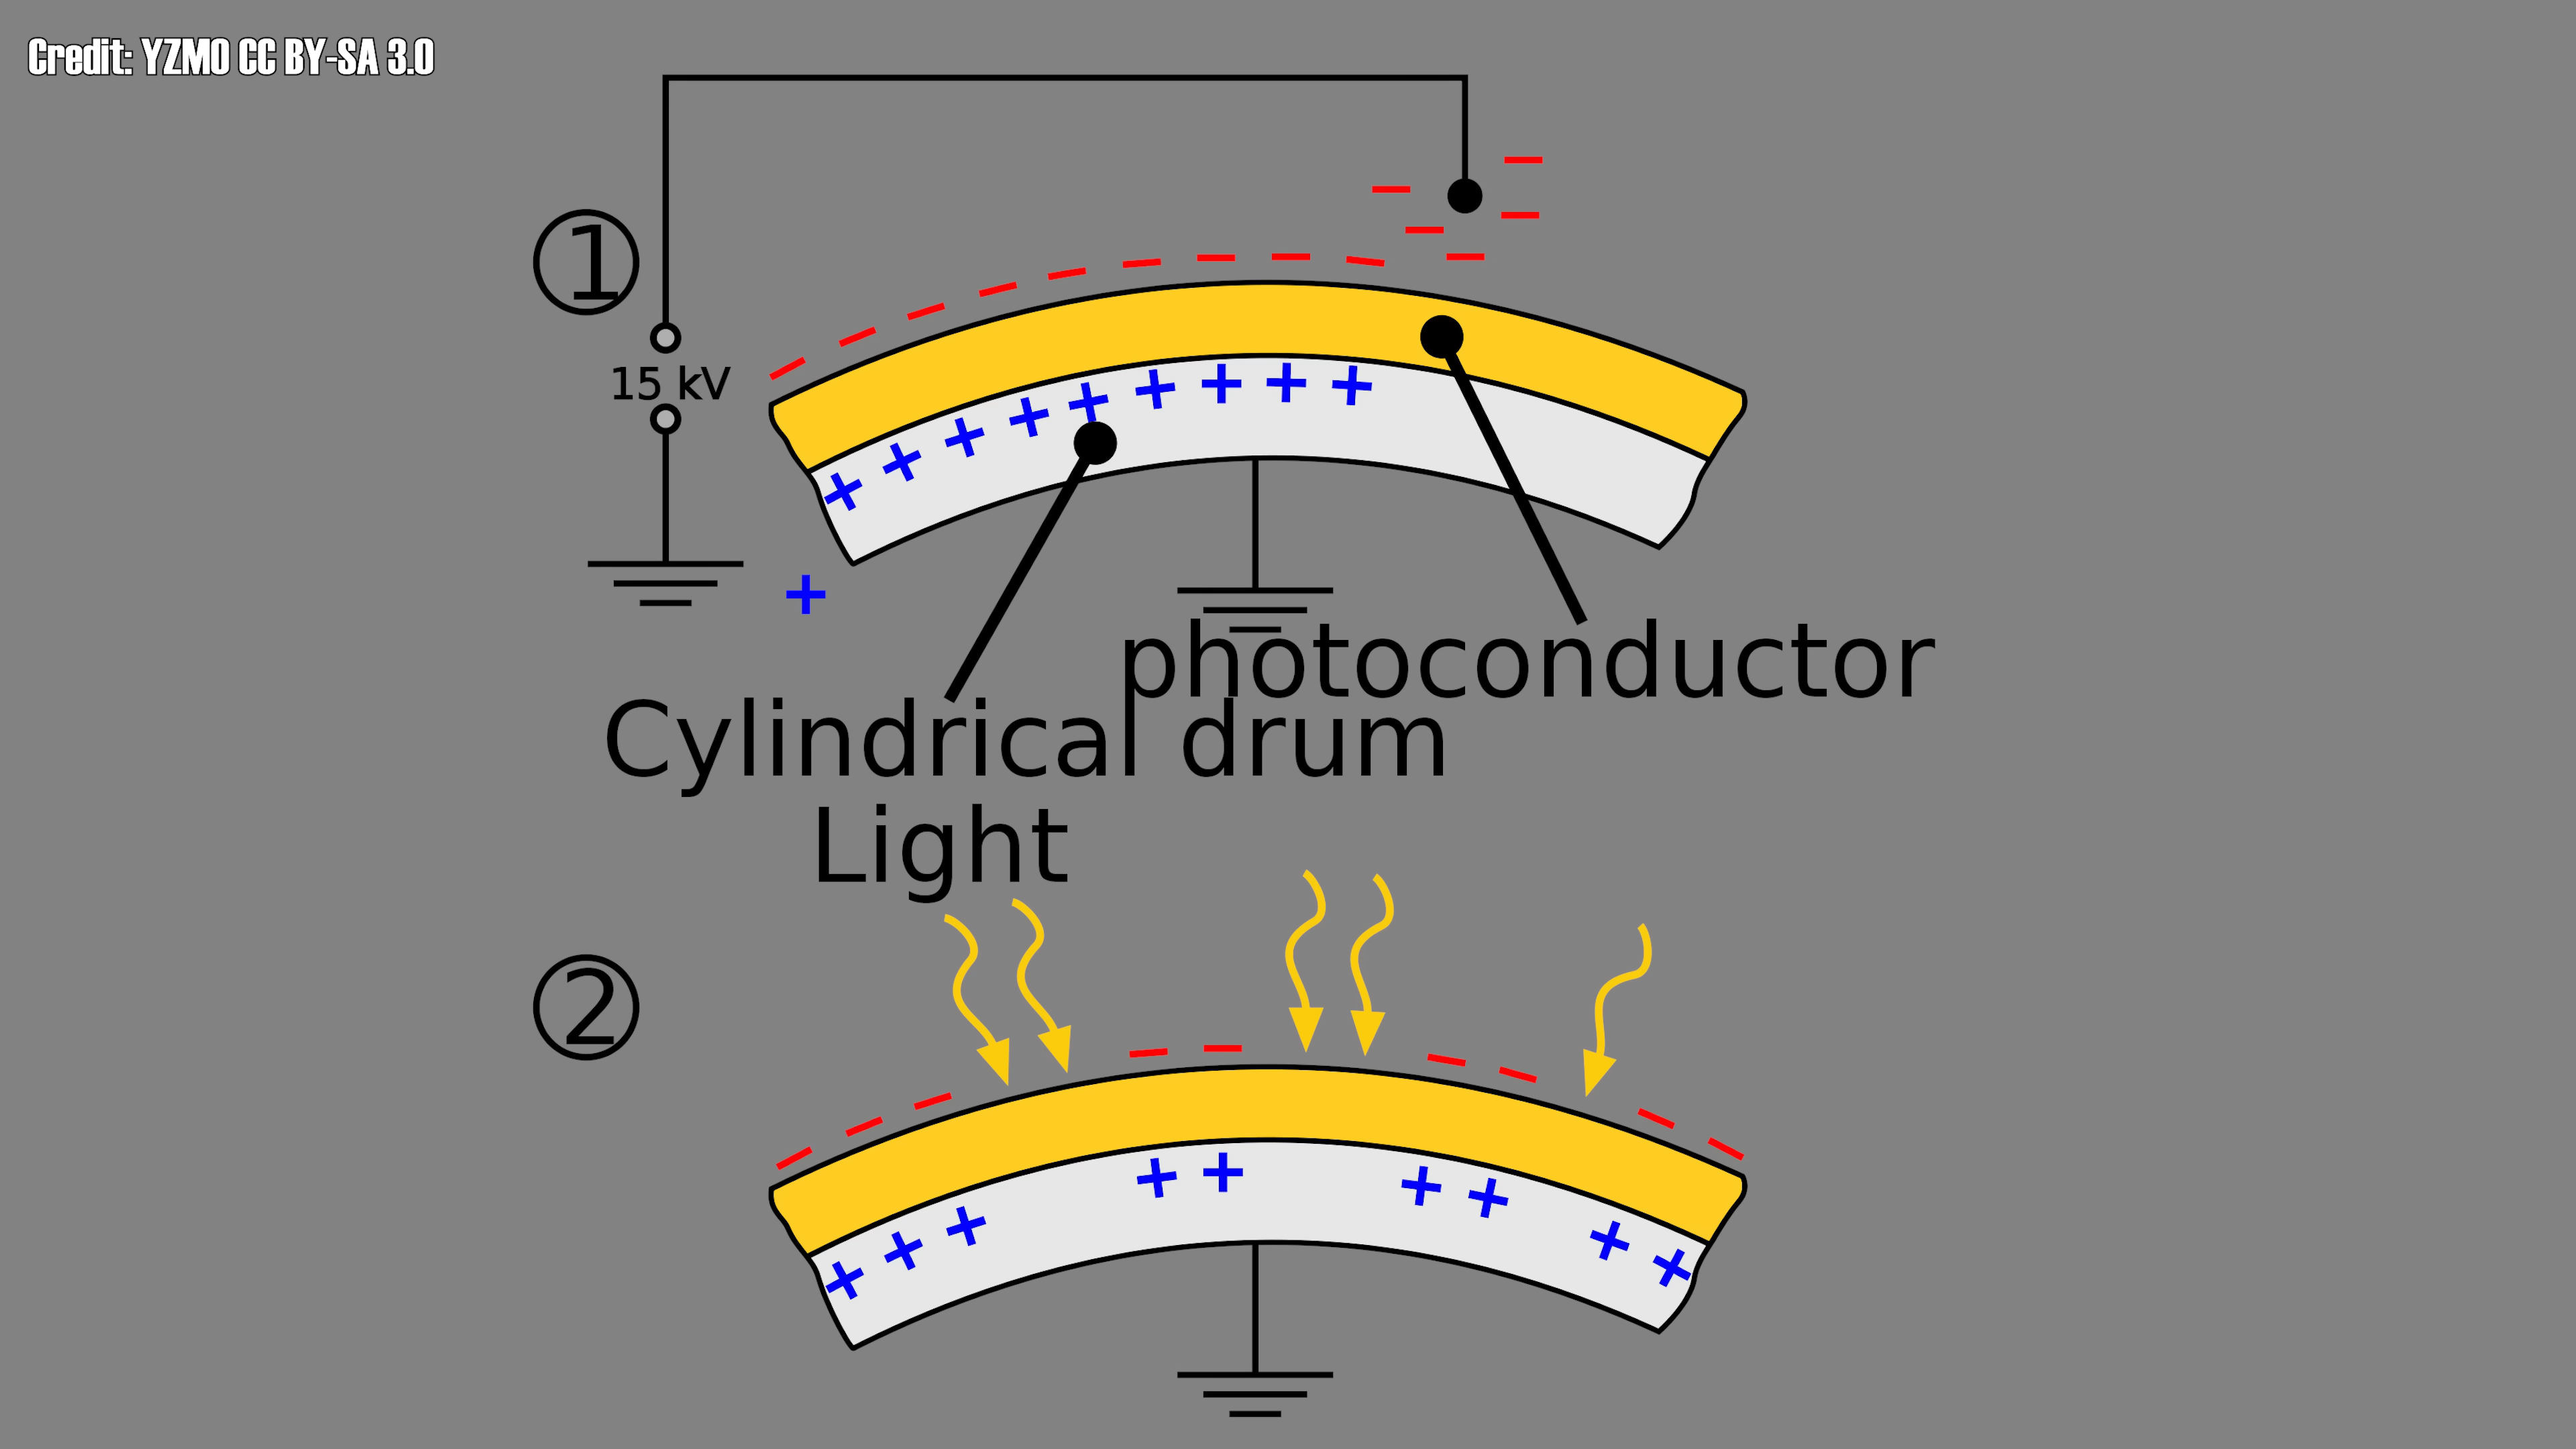 Credit: YZMO CC BY-SA 3.0
1
15 kV
photoconductor
Cylindrical drum
Light
2